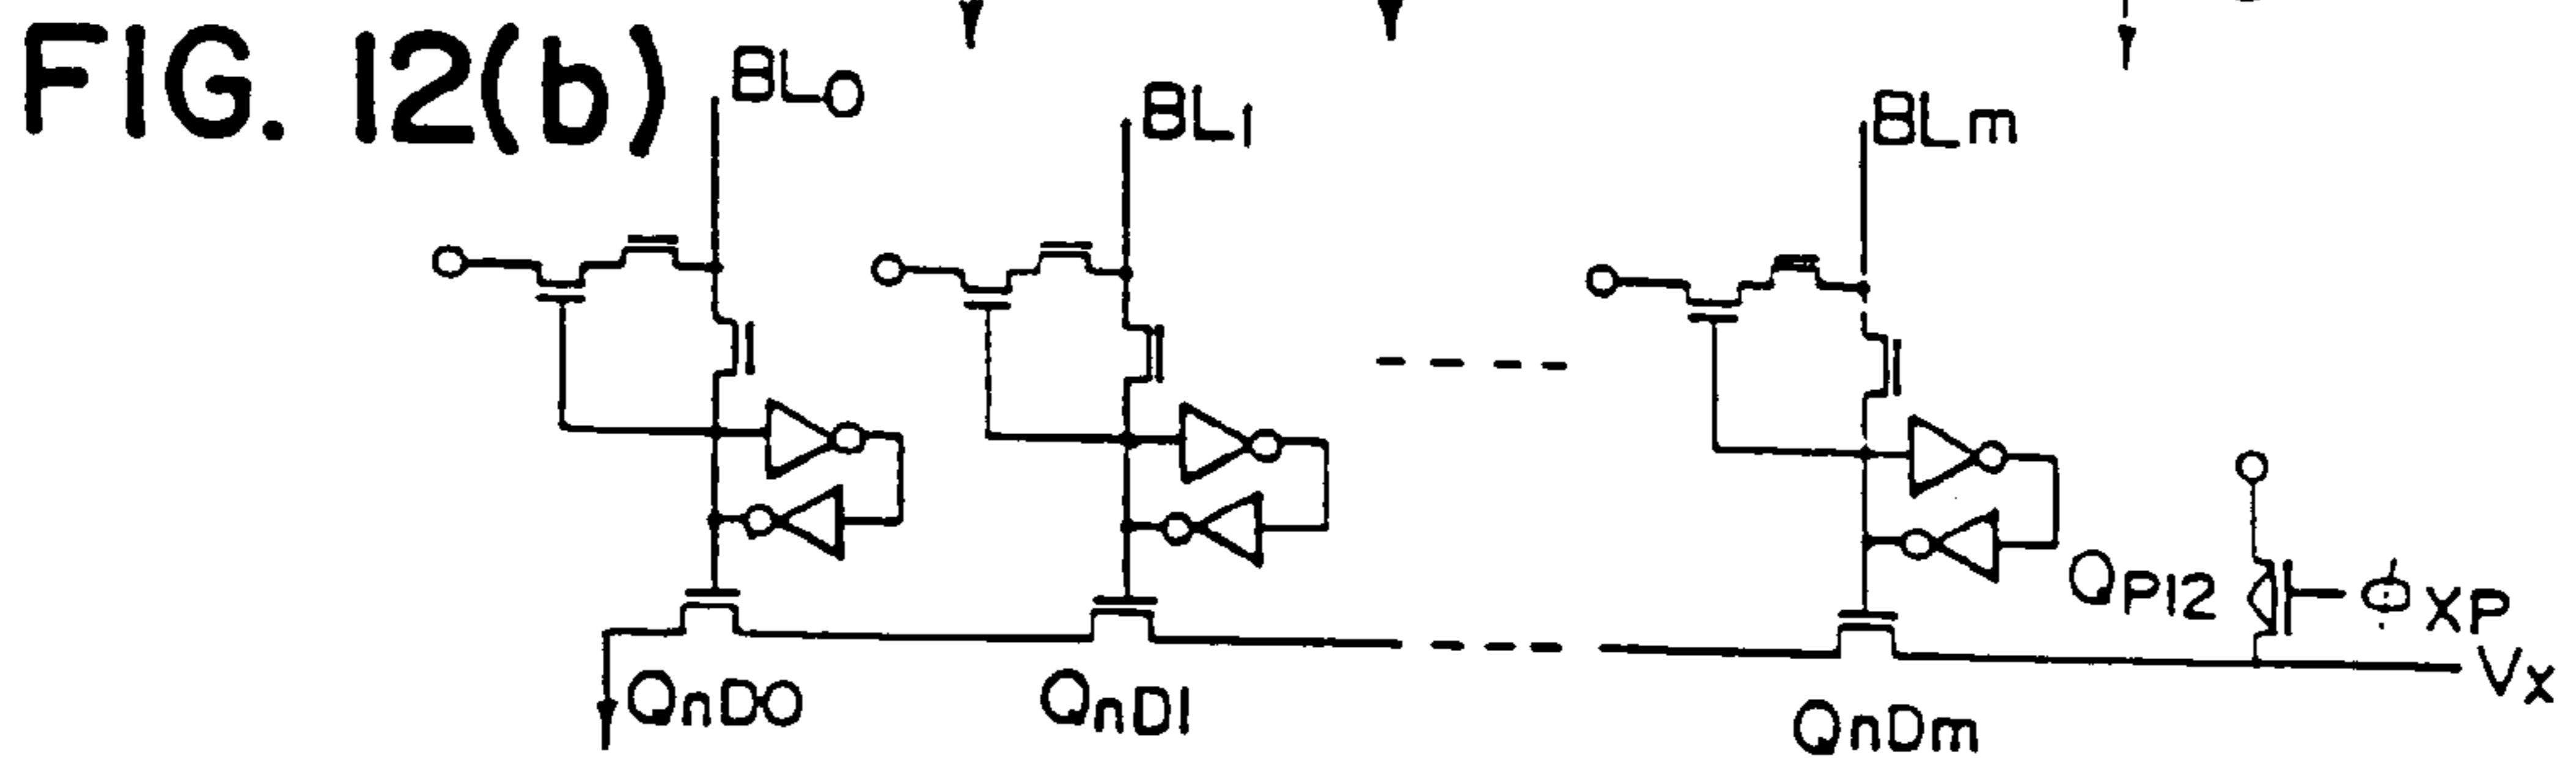 FIG. 12(b)
BL0
BL1
BLm
QP12
ϕXP
Vx
QnD0
QnD1
QnDm